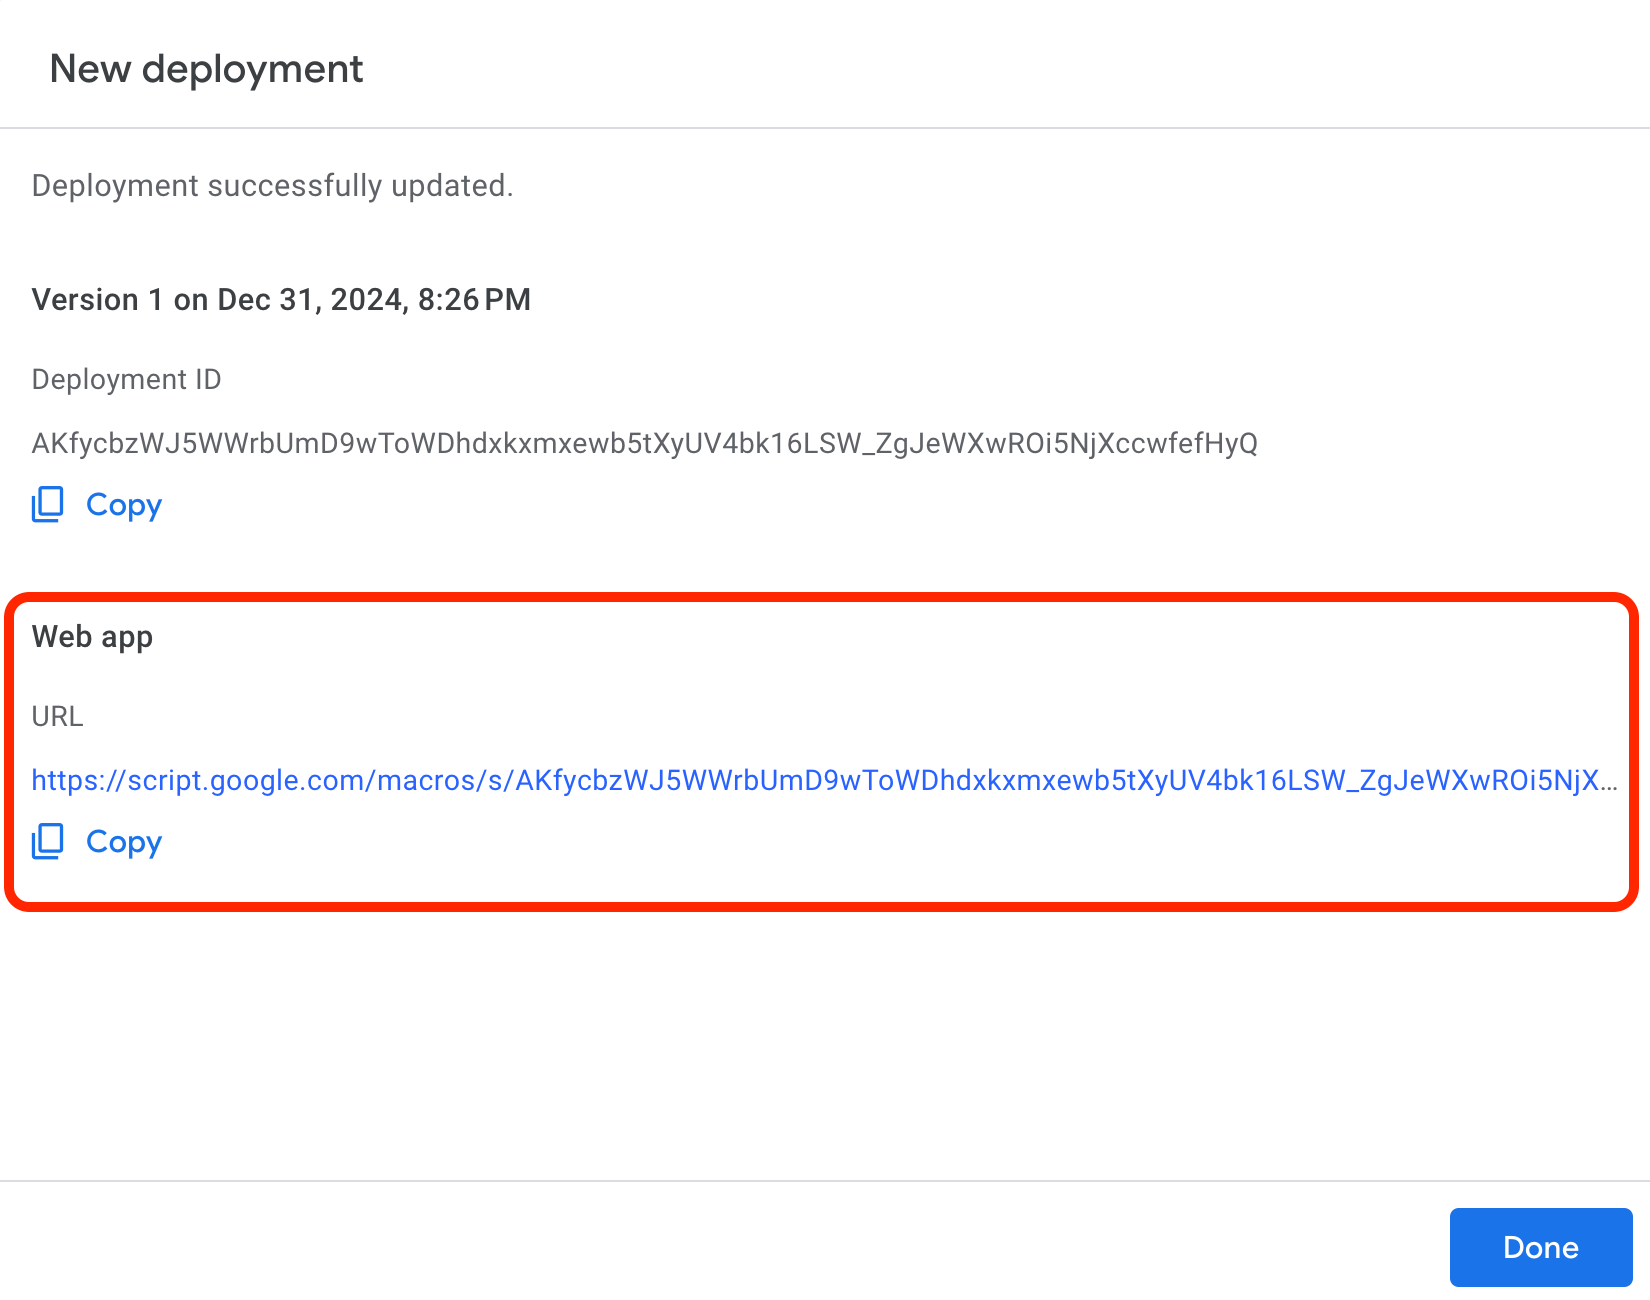 New deployment
Deployment successfully updated.
Version 1 on Dec 31, 2024, 8:26 PM
Deployment ID
AKfycbzWJ5WWrbUmD9wToWDhdxkxmxewb5tXyUV4bk16LSW_ZgJeWXwROi5NjXccwfefHyQ
Copy
Web app
URL
https://script.google.com/macros/s/AKfycbzWJ5WWrbUmD9wToWDhdxkxmxewb5tXyUV4bk16LSW_ZgJeWXwROi5NjX...
Copy
Done